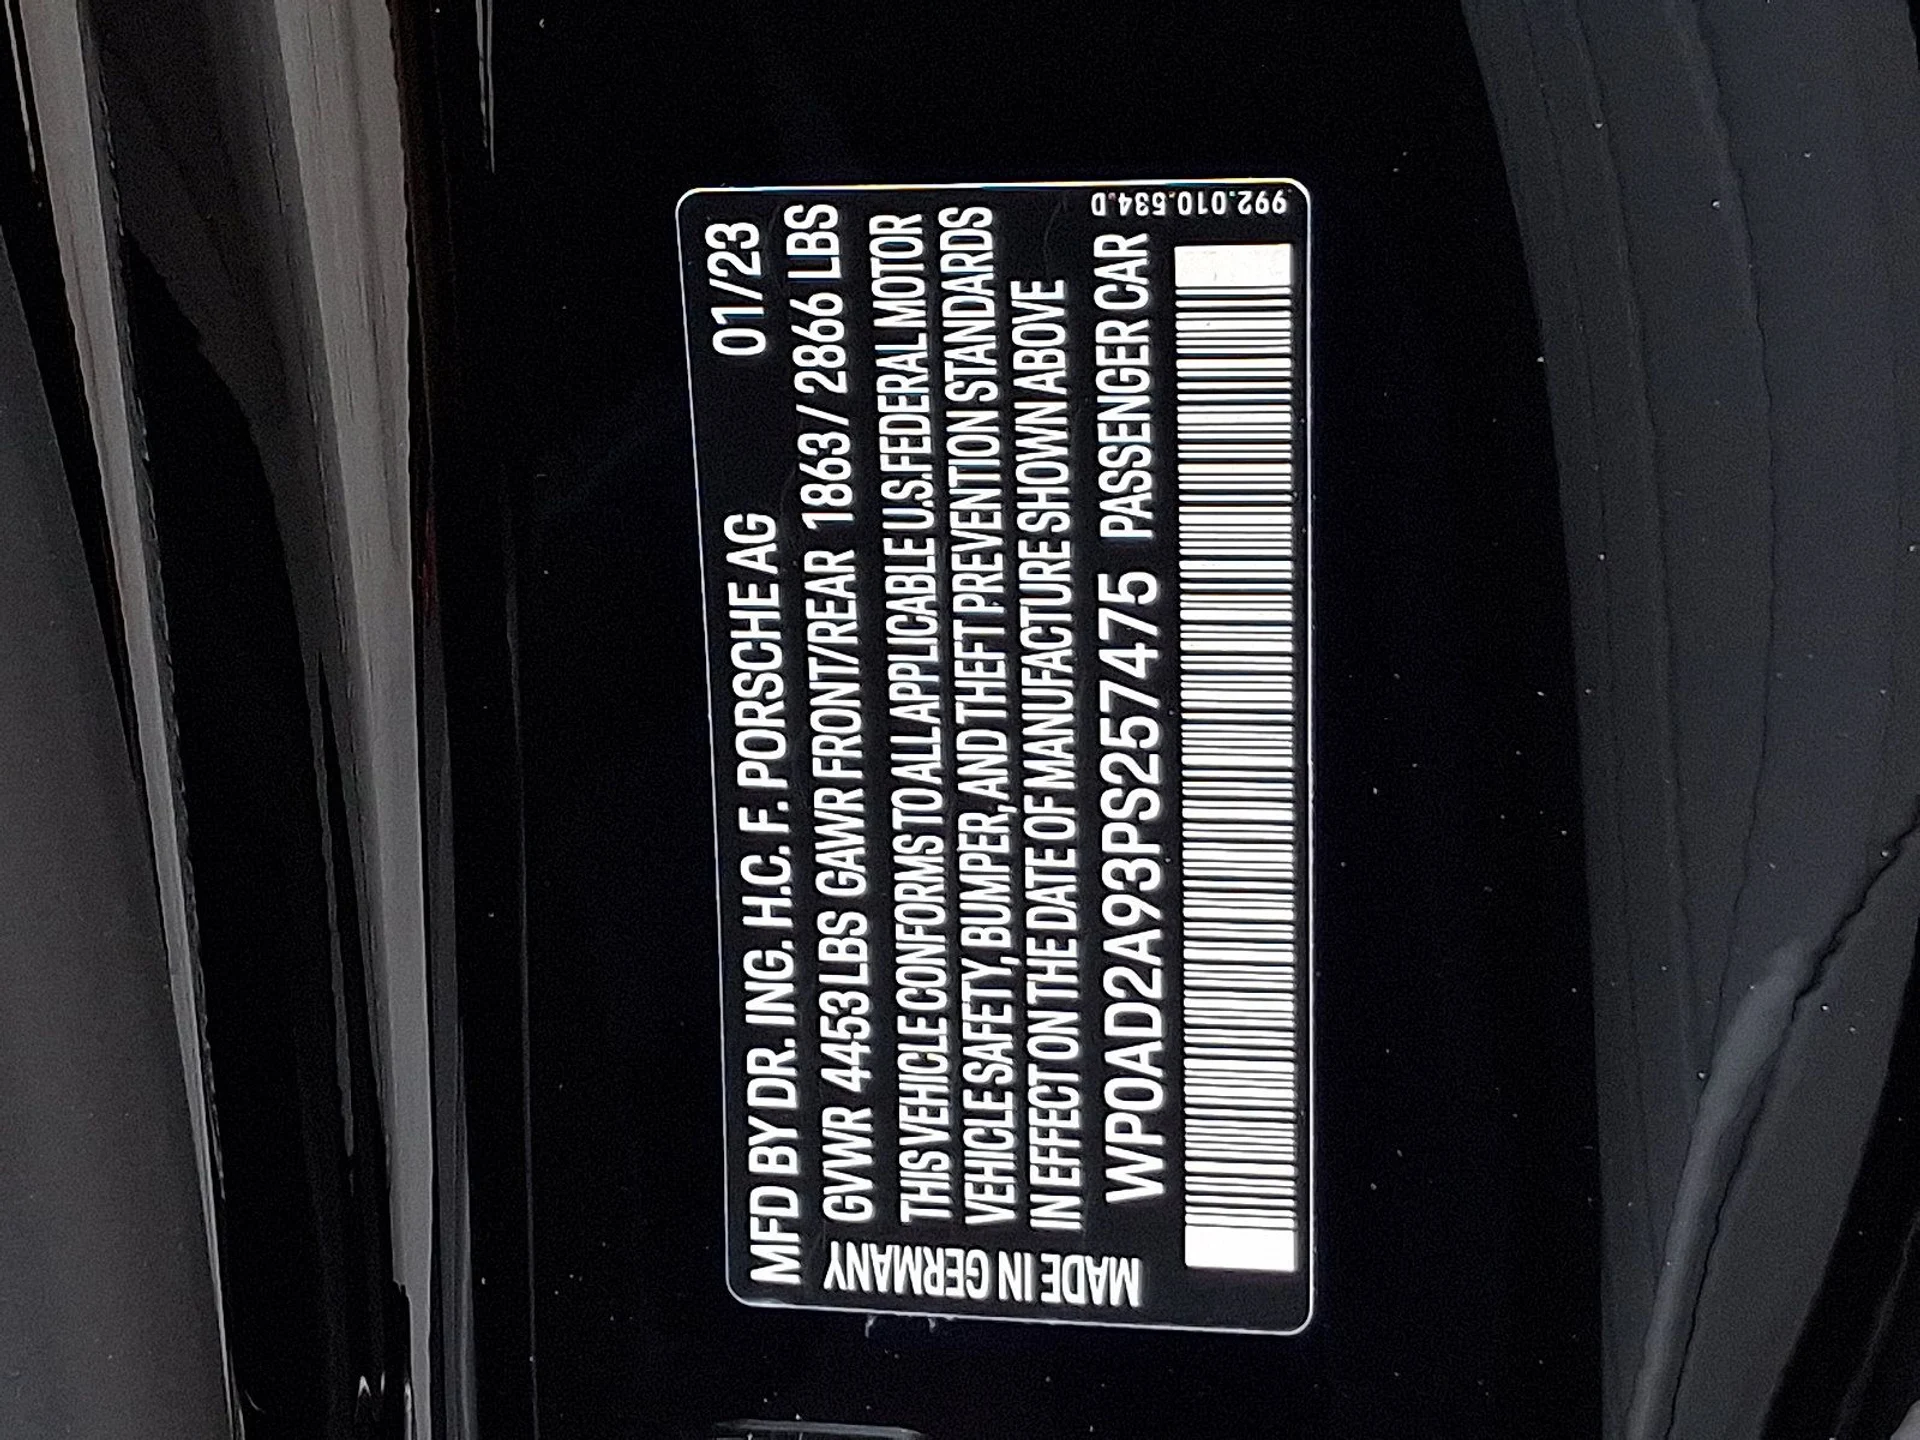 MFD BY DR. ING. H.C. F. PORSCHE AG 01/23
GVWR 4453 LBS GAWR FRONT/REAR 1863 / 2866 LBS
THIS VEHICLE CONFORMS TO ALL APPLICABLE U.S. FEDERAL MOTOR
VEHICLE SAFETY, BUMPER, AND THEFT PREVENTION STANDARDS
IN EFFECT ON THE DATE OF MANUFACTURE SHOWN ABOVE
WP0AD2A93PS257475 PASSENGER CAR
MADE IN GERMANY
992.010.534.D